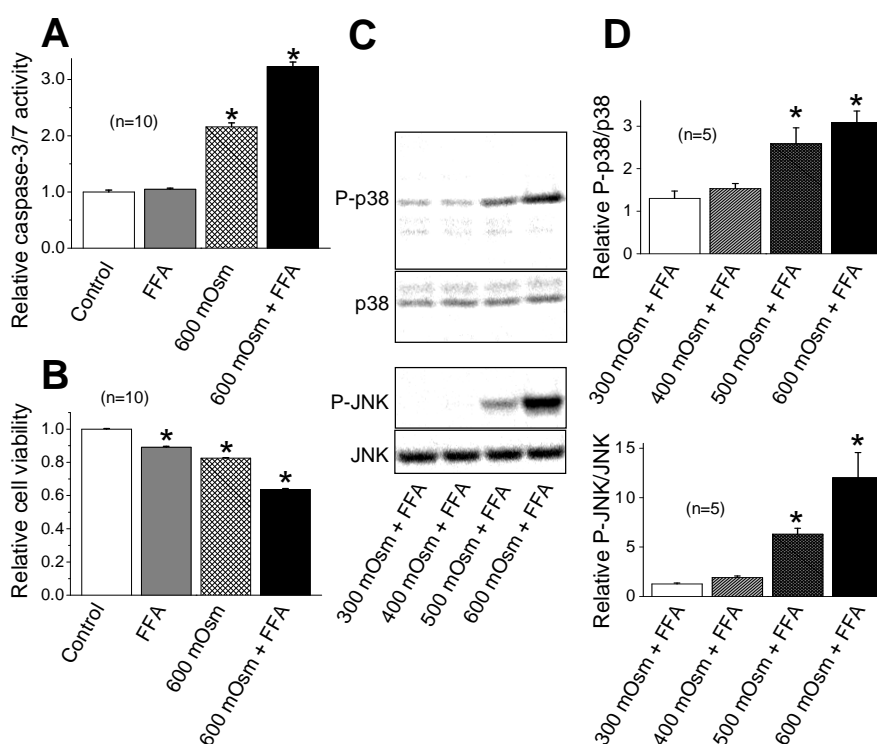 A
Relative caspase-3/7 activity
3.0
2.0
1.0
0.0
(n=10)
*
*
Control
FFA
600 mOsm
600 mOsm + FFA
B
Relative cell viability
1.0
0.8
0.6
0.4
0.2
0.0
(n=10)
*
*
*
Control
FFA
600 mOsm
600 mOsm + FFA
C
P-p38
p38
P-JNK
JNK
300 mOsm + FFA
400 mOsm + FFA
500 mOsm + FFA
600 mOsm + FFA
D
Relative P-p38/p38
3
2
1
0
(n=5)
*
*
300 mOsm + FFA
400 mOsm + FFA
500 mOsm + FFA
600 mOsm + FFA
Relative P-JNK/JNK
15
10
5
0
(n=5)
*
*
300 mOsm + FFA
400 mOsm + FFA
500 mOsm + FFA
600 mOsm + FFA